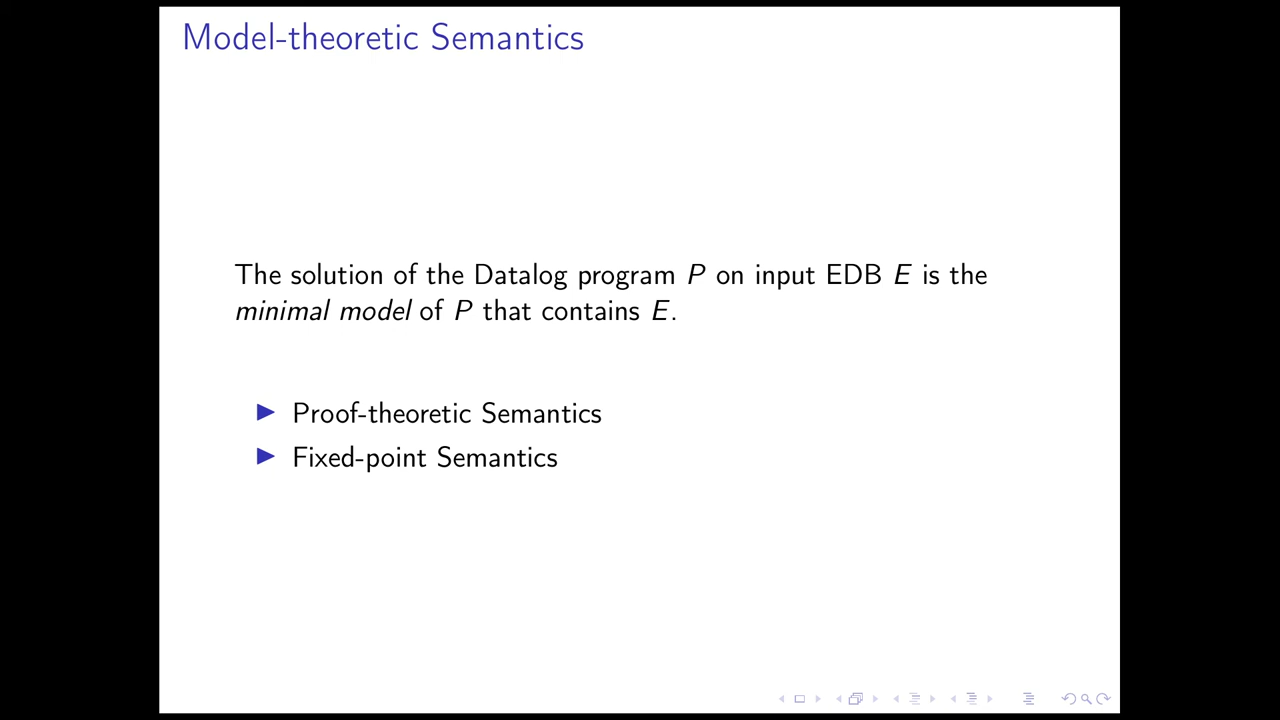 Model-theoretic Semantics
The solution of the Datalog program P on input EDB E is the
minimal model of P that contains E.
Proof-theoretic Semantics
Fixed-point Semantics